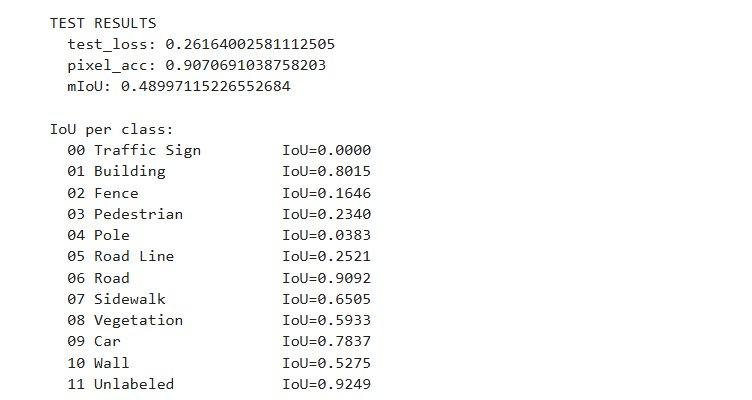 TEST RESULTS
test_loss: 0.26164002581112505
pixel_acc: 0.9070691038758203
mIoU: 0.48997115226552684
IoU per class:
00 Traffic Sign IoU=0.0000
01 Building IoU=0.8015
02 Fence IoU=0.1646
03 Pedestrian IoU=0.2340
04 Pole IoU=0.0383
05 Road Line IoU=0.2521
06 Road IoU=0.9092
07 Sidewalk IoU=0.6505
08 Vegetation IoU=0.5933
09 Car IoU=0.7837
10 Wall IoU=0.5275
11 Unlabeled IoU=0.9249